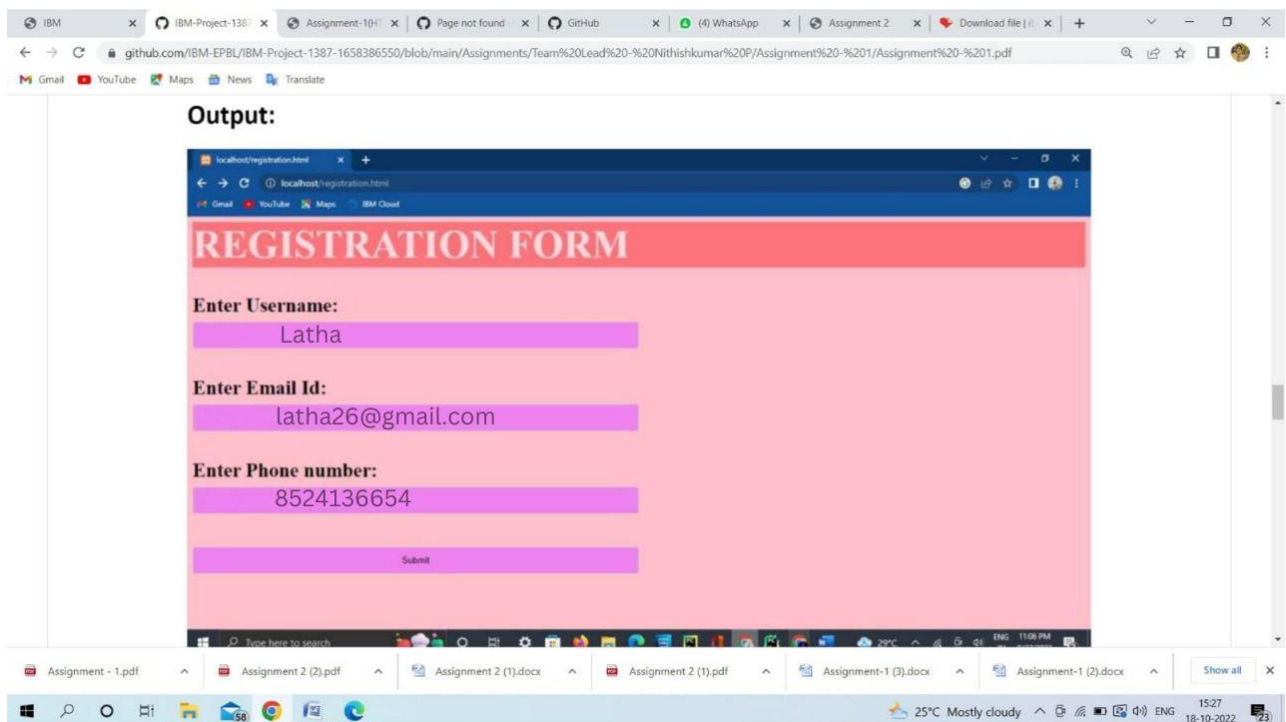 IBM
IBM-Project-138
Assignment-1(HT
Page not found
GitHub
(4) WhatsApp
Assignment 2
Download file | i
github.com/IBM-EPBL/IBM-Project-1387-1658386550/blob/main/Assignments/Team%20Lead%20-%20Nithishkumar%20P/Assignment%20-%201/Assignment%20-%201.pdf
Gmail YouTube Maps News Translate
Output:
localhost/registration.html
localhost/registration.html
Gmail YouTube Maps IBM Cloud
REGISTRATION FORM
Enter Username:
Latha
Enter Email Id:
latha26@gmail.com
Enter Phone number:
8524136654
Submit
Type here to search
29°C
ENG 11:06 PM
Assignment - 1.pdf
Assignment 2 (2).pdf
Assignment 2 (1).docx
Assignment 2 (1).pdf
Assignment-1 (3).docx
Assignment-1 (2).docx
Show all
58
25°C Mostly cloudy
ENG
15:27
18-10-2022
23